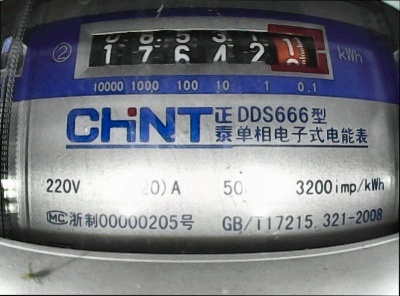 ② 17642 kWh
10000 1000 100 10 1 0.1
CHNT 正泰 DDS666型
单相电子式电能表
220V 20)A 50 3200imp/kWh
MC 浙制00000205号 GB/T17215.321-2008